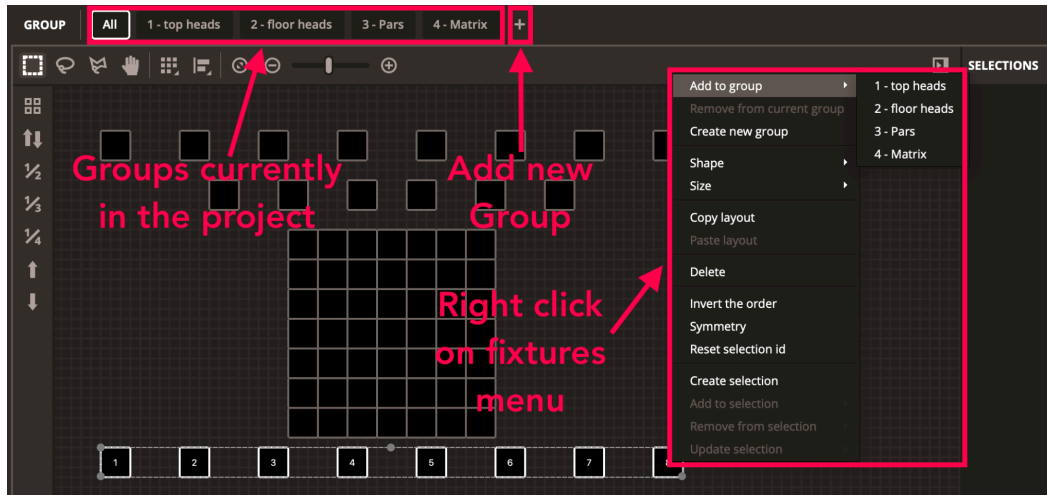 GROUP
All
1 - top heads
2 - floor heads
3 - Pars
4 - Matrix
+
SELECTIONS
1/2
1/3
1/4
Groups currently
in the project
Add new
Group
Right click
on fixtures
menu
Add to group
Remove from current group
Create new group
Shape
Size
Copy layout
Paste layout
Delete
Invert the order
Symmetry
Reset selection id
Create selection
Add to selection
Remove from selection
Update selection
1 - top heads
2 - floor heads
3 - Pars
4 - Matrix
1 2 3 4 5 6 7 8